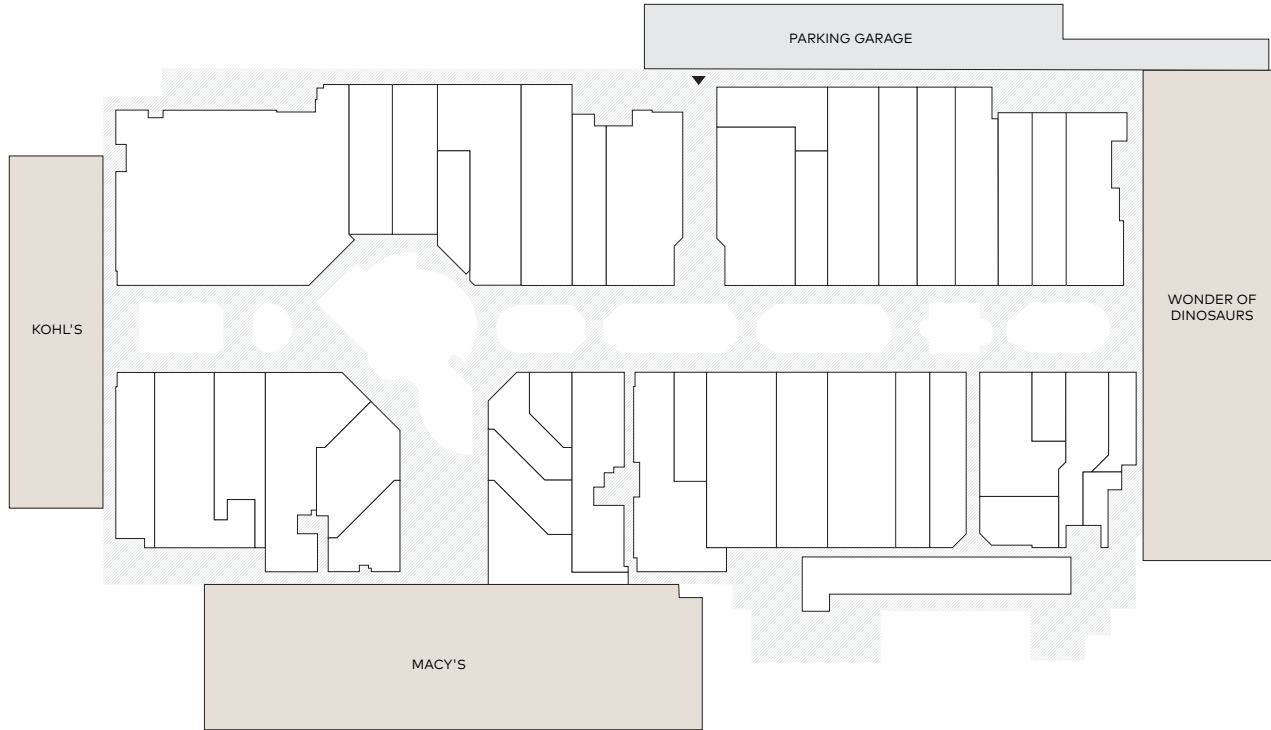 PARKING GARAGE
KOHL'S
WONDER OF
DINOSAURS
MACY'S